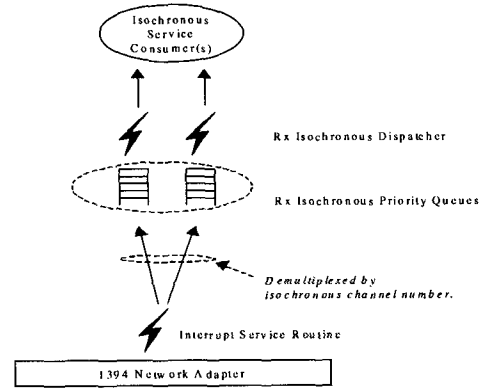 Isochronous
Service
Consumer(s)
Rx Isochronous Dispatcher
Rx Isochronous Priority Queues
Demultiplexed by
isochronous channel number.
Interrupt Service Routine
1394 Network Adapter